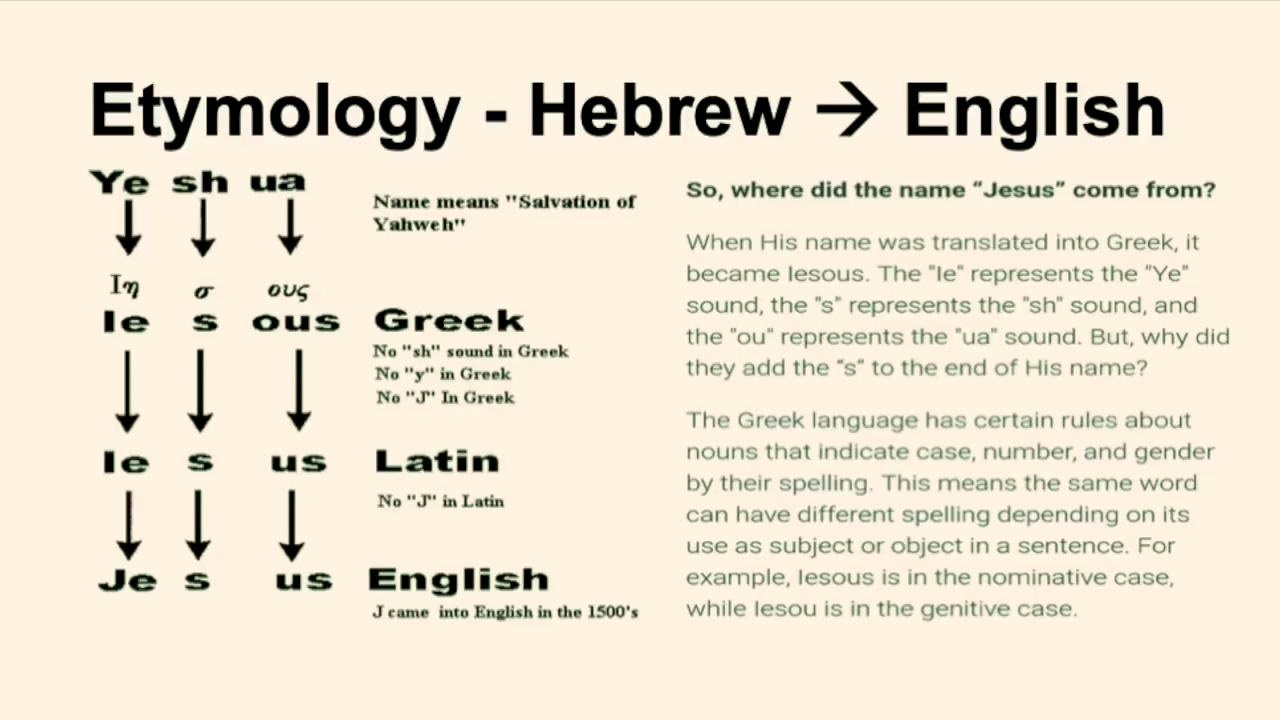 Etymology - Hebrew → English
Ye sh ua
Name means "Salvation of
Yahweh"
Ιη σ ους
Ie s ous Greek
No "sh" sound in Greek
No "y" in Greek
No "J" In Greek
Ie s us Latin
No "J" in Latin
Je s us English
J came into English in the 1500's
So, where did the name “Jesus” come from?
When His name was translated into Greek, it
became Iesous. The "Ie" represents the "Ye"
sound, the "s" represents the "sh" sound, and
the "ou" represents the "ua" sound. But, why did
they add the “s” to the end of His name?
The Greek language has certain rules about
nouns that indicate case, number, and gender
by their spelling. This means the same word
can have different spelling depending on its
use as subject or object in a sentence. For
example, Iesous is in the nominative case,
while Iesou is in the genitive case.